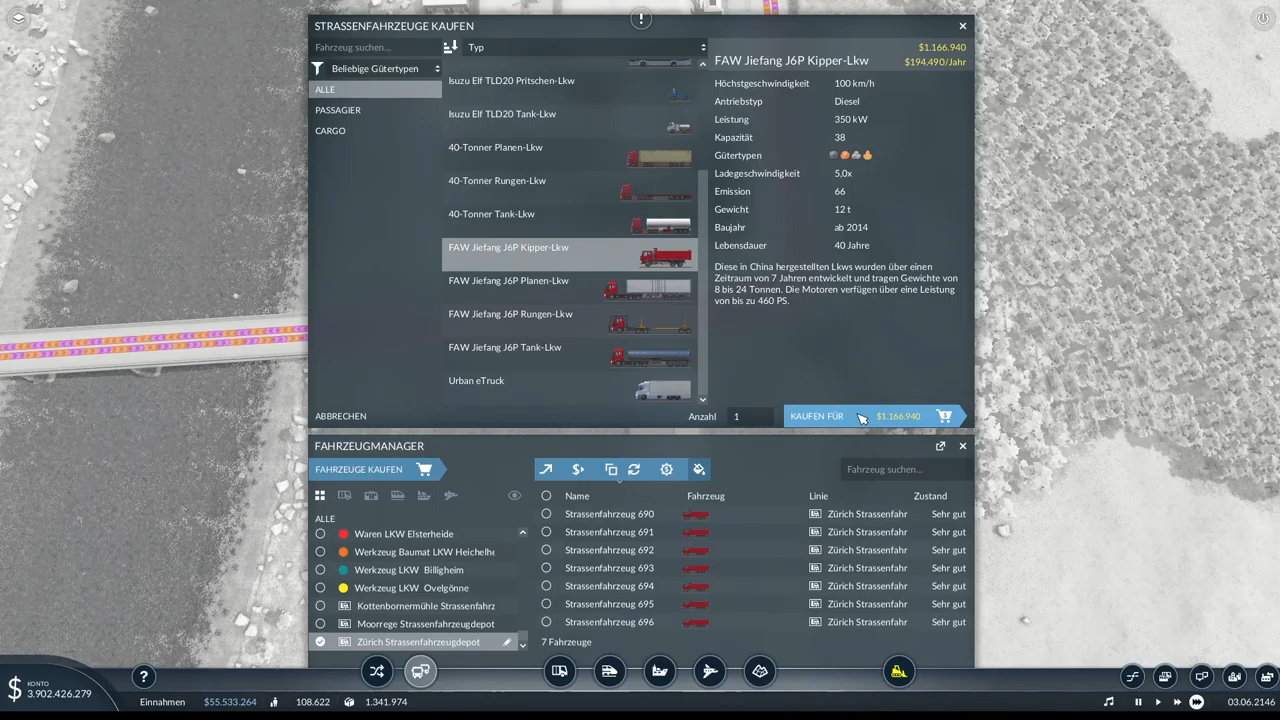 STRASSENFAHRZEUGE KAUFEN
Fahrzeug suchen...
Typ
Beliebige Gütertypen
ALLE
PASSAGIER
CARGO
Isuzu Elf TLD20 Pritschen-Lkw
Isuzu Elf TLD20 Tank-Lkw
40-Tonner Planen-Lkw
40-Tonner Rungen-Lkw
40-Tonner Tank-Lkw
FAW Jiefang J6P Kipper-Lkw
FAW Jiefang J6P Planen-Lkw
FAW Jiefang J6P Rungen-Lkw
FAW Jiefang J6P Tank-Lkw
Urban eTruck
$1.166.940
FAW Jiefang J6P Kipper-Lkw
$194.490/Jahr
Höchstgeschwindigkeit 100 km/h
Antriebstyp Diesel
Leistung 350 kW
Kapazität 38
Gütertypen
Ladegeschwindigkeit 5,0x
Emission 66
Gewicht 12 t
Baujahr ab 2014
Lebensdauer 40 Jahre
Diese in China hergestellten Lkws wurden über einen
Zeitraum von 7 Jahren entwickelt und tragen Gewichte von
8 bis 24 Tonnen. Die Motoren verfügen über eine Leistung
von bis zu 460 PS.
ABBRECHEN
Anzahl 1
KAUFEN FÜR $1.166.940
FAHRZEUGMANAGER
FAHRZEUGE KAUFEN
Fahrzeug suchen...
ALLE
Waren LKW Elsterheide
Werkzeug Baumat LKW Heichelhe
Werkzeug LKW Billigheim
Werkzeug LKW Ovelgönne
Kottenbornermühle Strassenfahrz
Moorrege Strassenfahrzeugdepot
Zürich Strassenfahrzeugdepot
Name Fahrzeug Linie Zustand
Strassenfahrzeug 690 Zürich Strassenfahr Sehr gut
Strassenfahrzeug 691 Zürich Strassenfahr Sehr gut
Strassenfahrzeug 692 Zürich Strassenfahr Sehr gut
Strassenfahrzeug 693 Zürich Strassenfahr Sehr gut
Strassenfahrzeug 694 Zürich Strassenfahr Sehr gut
Strassenfahrzeug 695 Zürich Strassenfahr Sehr gut
Strassenfahrzeug 696 Zürich Strassenfahr Sehr gut
7 Fahrzeuge
$ KONTO
3.902.426.279
?
Einnahmen $55.533.264 108.622 1.341.974
03.06.2146